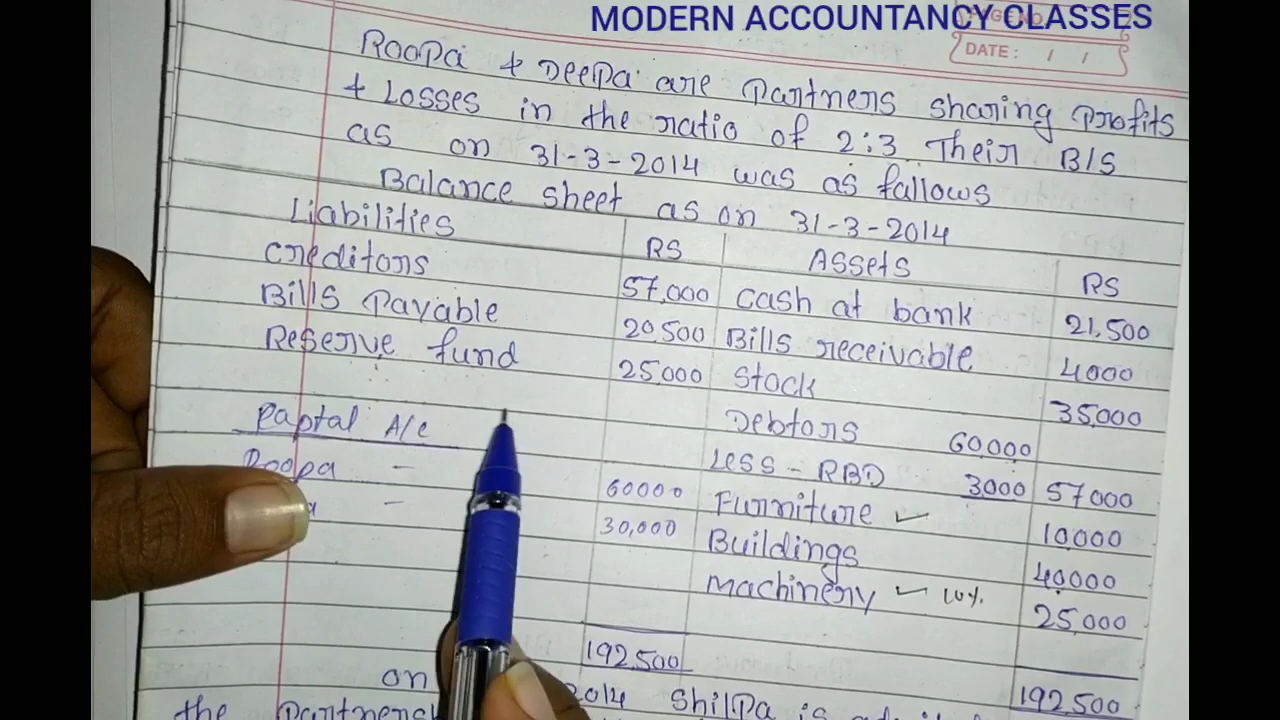 MODERN ACCOUNTANCY CLASSES
DATE: / /
Roopa & Deepa are Partners sharing Profits
& Losses in the ratio of 2:3 Their B/S
as on 31-3-2014 was as fallows
Balance sheet as on 31-3-2014
Liabilities RS Assets RS
Creditors 57,000 Cash at bank 21,500
Bills Payable 20,500 Bills receivable 4000
Reserve fund 25,000 Stock 35,000
Debtors 60,000
Capital A/c Less - RBD 3000 57000
Roopa - 60000 Furniture ✓ 10000
- 30,000 Buildings 40,000
Machinery ✓ 10%. 25,000
192,500 192,500
on 2014 Shilpa is
the